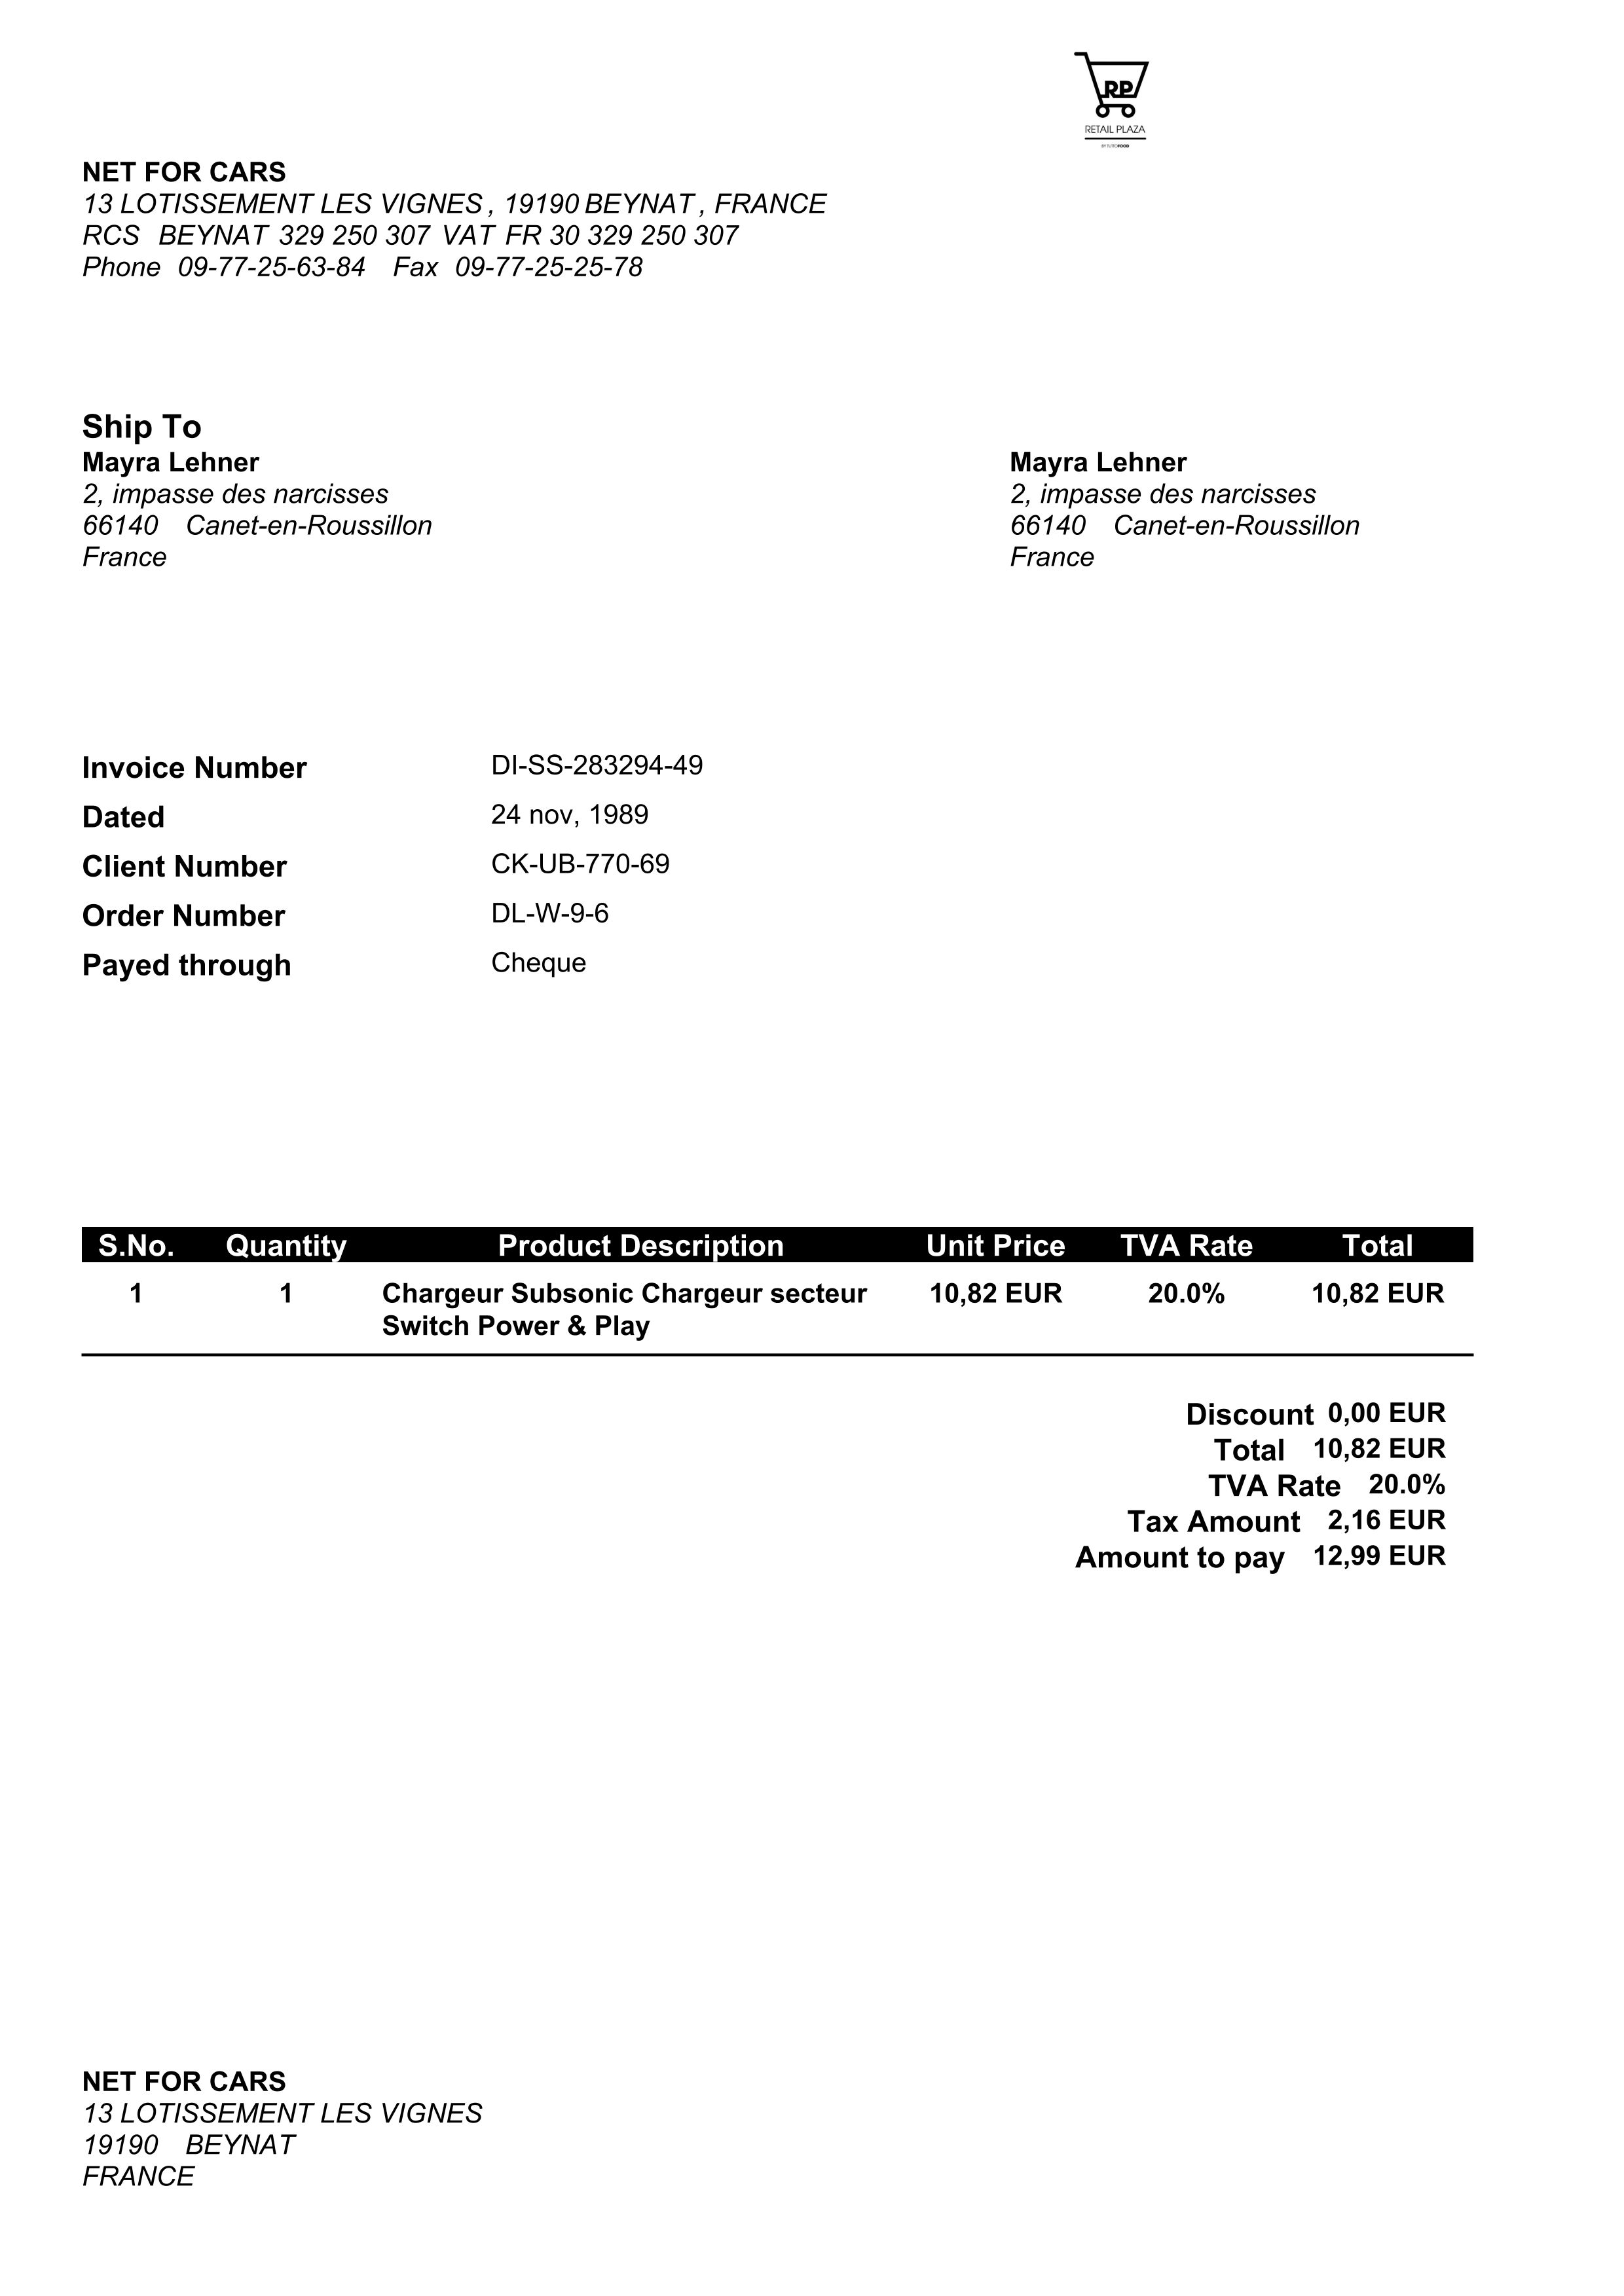 RP
RETAIL PLAZA
BY TUTTOFOOD
NET FOR CARS
13 LOTISSEMENT LES VIGNES , 19190 BEYNAT , FRANCE
RCS BEYNAT 329 250 307 VAT FR 30 329 250 307
Phone 09-77-25-63-84 Fax 09-77-25-25-78
Ship To
Mayra Lehner
2, impasse des narcisses
66140 Canet-en-Roussillon
France
Mayra Lehner
2, impasse des narcisses
66140 Canet-en-Roussillon
France
Invoice Number DI-SS-283294-49
Dated 24 nov, 1989
Client Number CK-UB-770-69
Order Number DL-W-9-6
Payed through Cheque
S.No. Quantity Product Description Unit Price TVA Rate Total
1 1 Chargeur Subsonic Chargeur secteur 10,82 EUR 20.0% 10,82 EUR
Switch Power & Play
Discount 0,00 EUR
Total 10,82 EUR
TVA Rate 20.0%
Tax Amount 2,16 EUR
Amount to pay 12,99 EUR
NET FOR CARS
13 LOTISSEMENT LES VIGNES
19190 BEYNAT
FRANCE